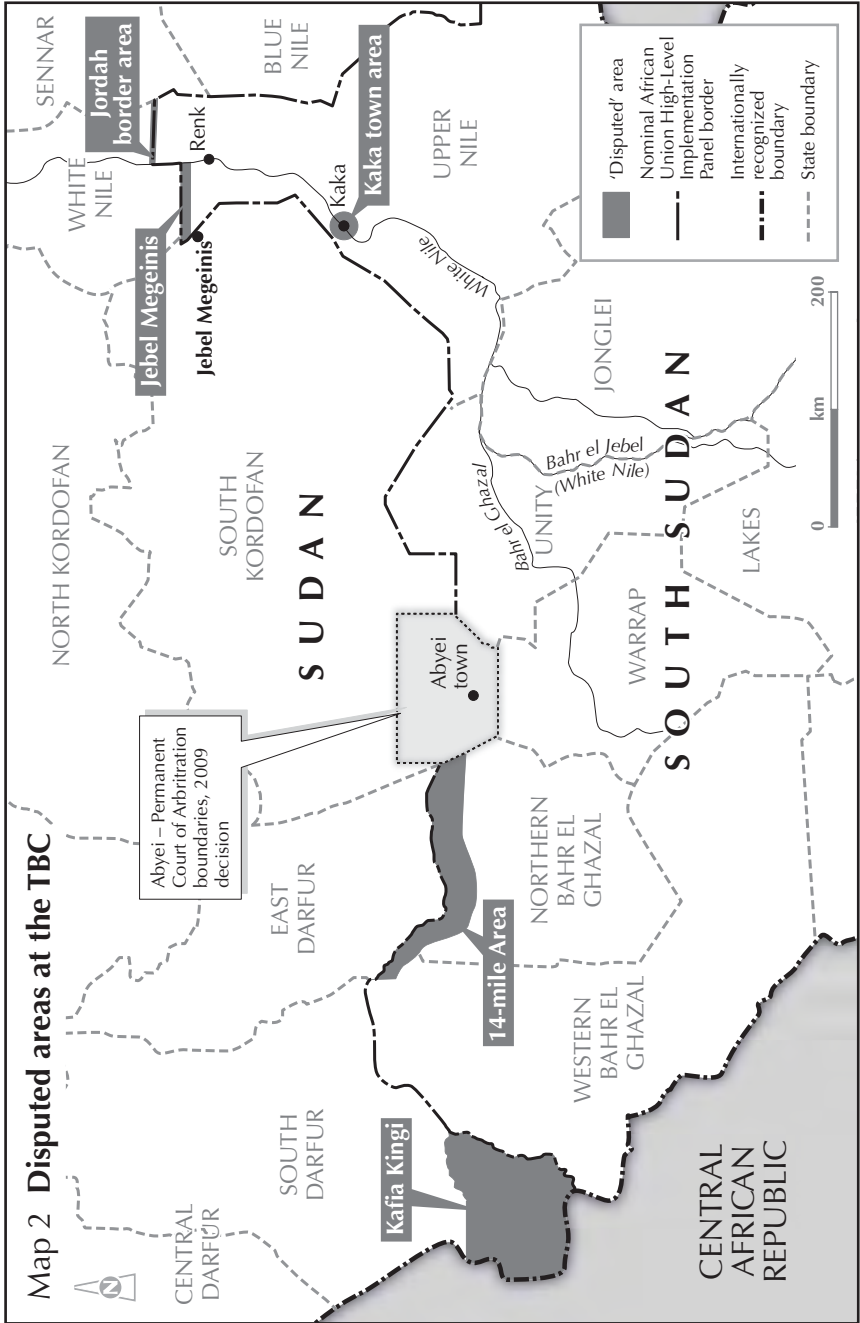 Map 2 Disputed areas at the TBC
N
CENTRAL
DARFUR
SOUTH
DARFUR
EAST
DARFUR
Abyei – Permanent
Court of Arbritration
boundaries, 2009
decision
NORTH KORDOFAN
SOUTH
KORDOFAN
SUDAN
WHITE
NILE
SENNAR
BLUE
NILE
Jordah
border area
Renk
Jebel Megeinis
Jebel Megeinis
Kaka
Kaka town area
UPPER
NILE
White Nile
Abyei
town
Kafia Kingi
14-mile Area
NORTHERN
BAHR EL
GHAZAL
WESTERN
BAHR EL
GHAZAL
Bahr el Ghazal
UNITY
Bahr el Jebel
(White Nile)
JONGLEI
WARRAP
LAKES
SOUTH SUDAN
CENTRAL
AFRICAN
REPUBLIC
0 km 200
'Disputed' area
Nominal African
Union High-Level
Implementation
Panel border
Internationally
recognized
boundary
State boundary